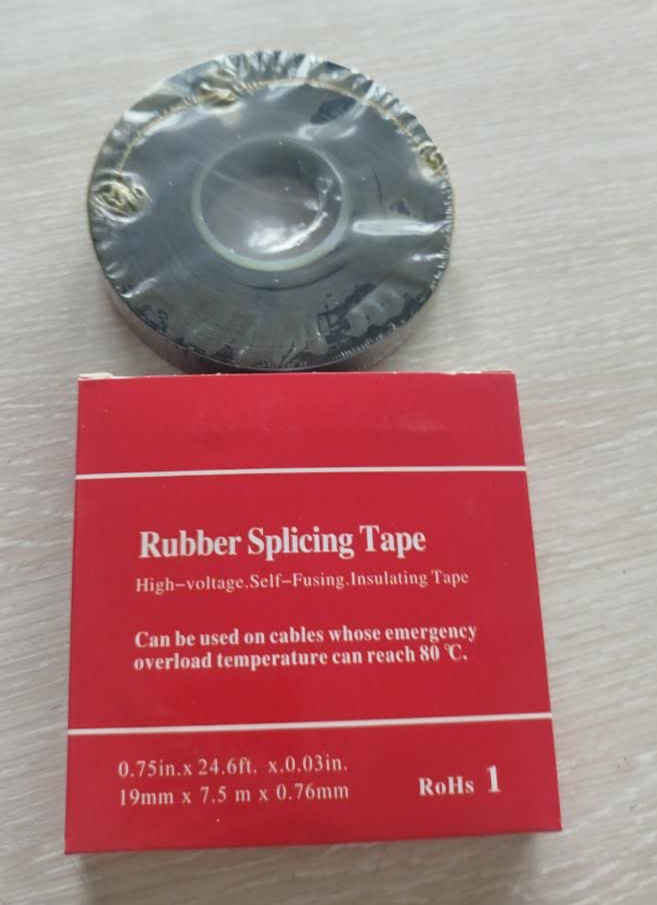 Rubber Splicing Tape
High-voltage.Self-Fusing.Insulating Tape
Can be used on cables whose emergency
overload temperature can reach 80 ℃.
0.75in.x 24.6ft. x.0.03in.
19mm x 7.5 m x 0.76mm
RoHs 1